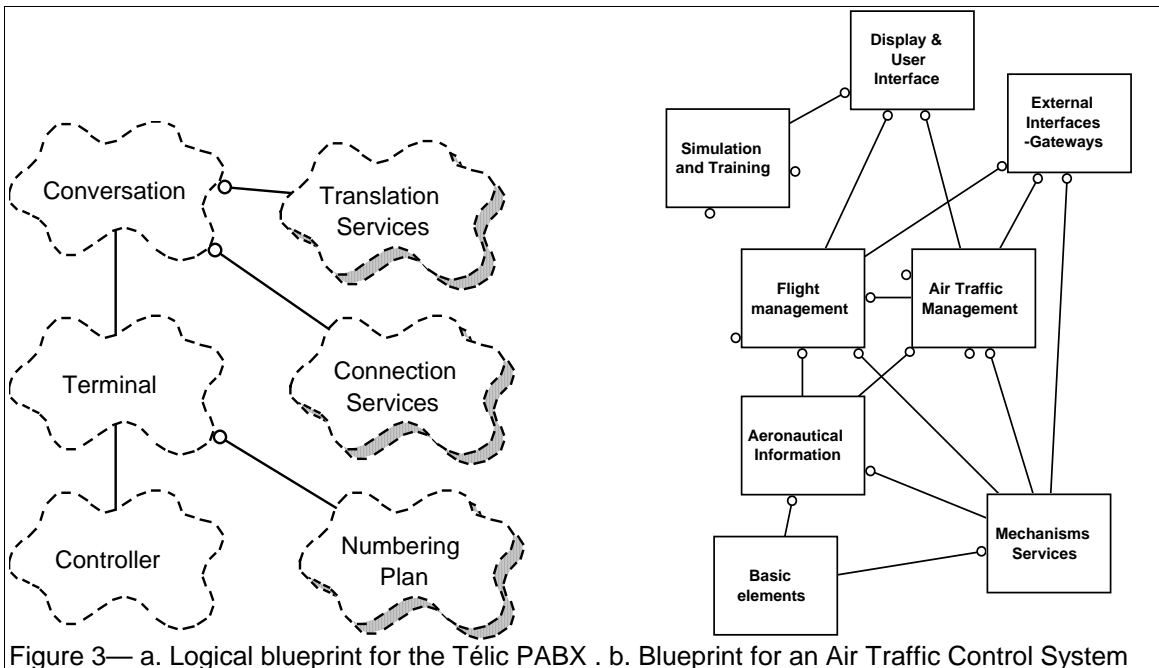 Conversation
Translation
Services
Terminal
Connection
Services
Controller
Numbering
Plan
Display &
User
Interface
External
Interfaces
-Gateways
Simulation
and Training
Flight
management
Air Traffic
Management
Aeronautical
Information
Mechanisms
Services
Basic
elements
Figure 3— a. Logical blueprint for the Télic PABX . b. Blueprint for an Air Traffic Control System